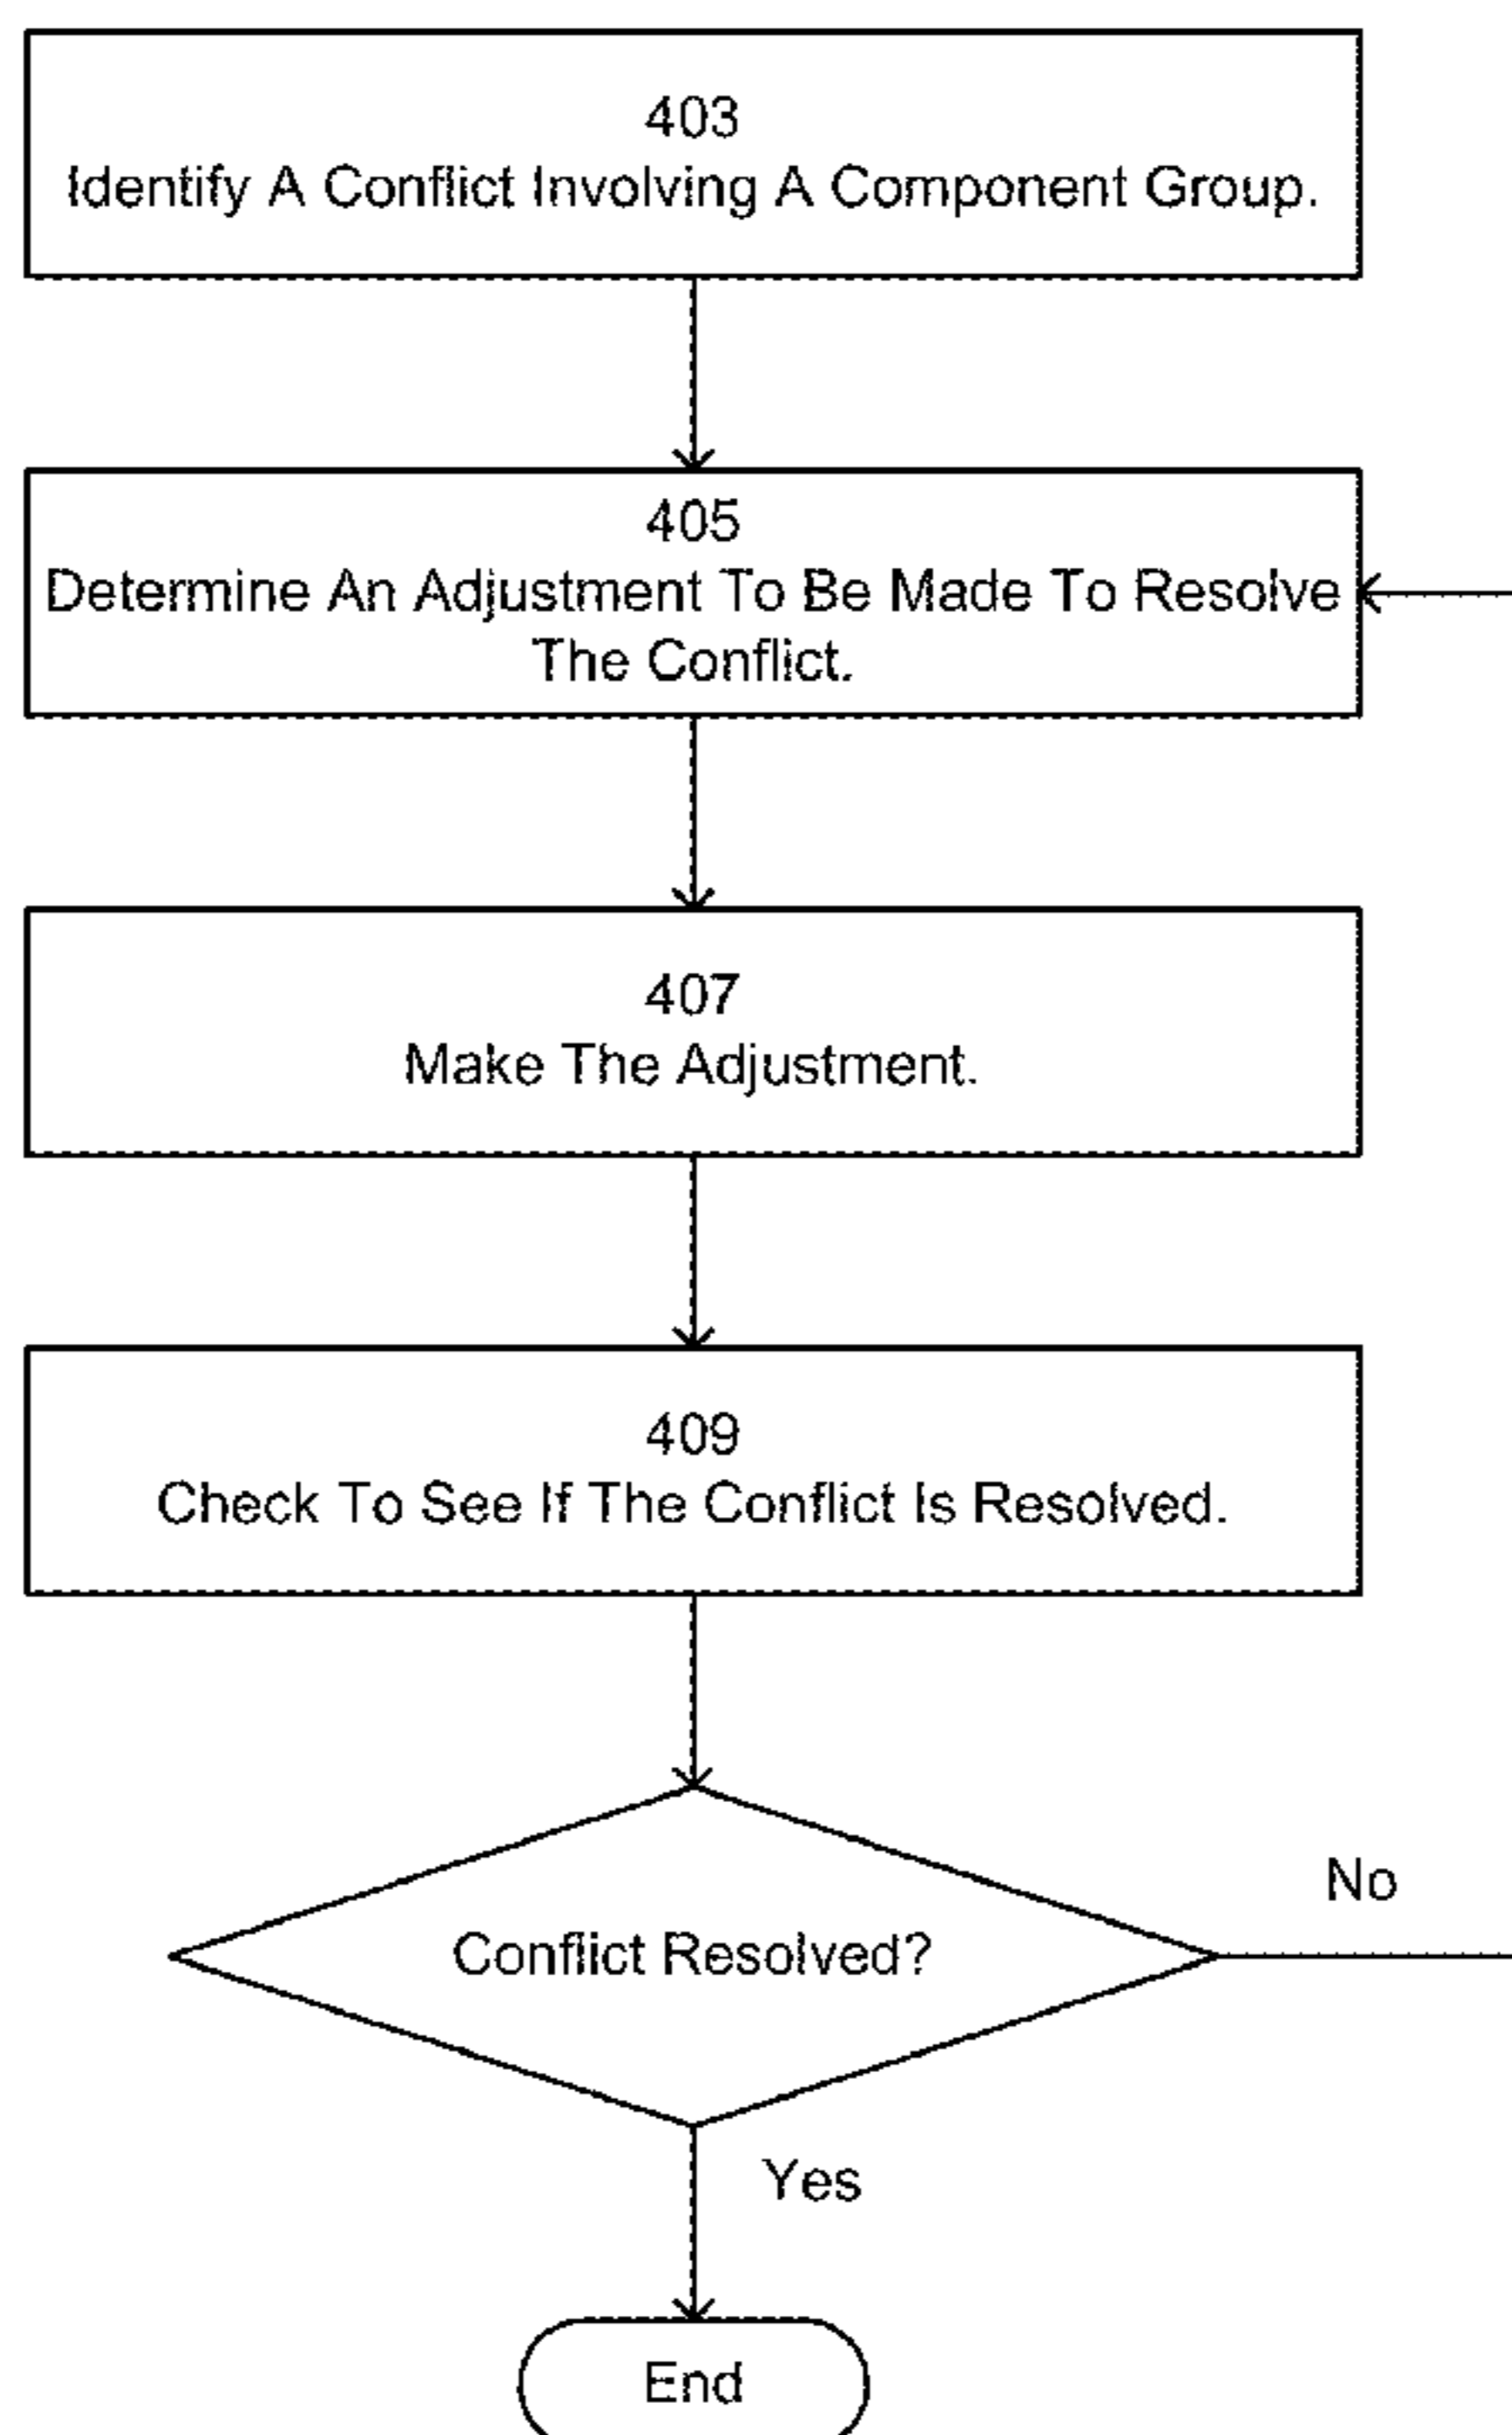 403
Identify A Conflict Involving A Component Group.
405
Determine An Adjustment To Be Made To Resolve
The Conflict.
407
Make The Adjustment.
409
Check To See If The Conflict Is Resolved.
Conflict Resolved?
No
Yes
End